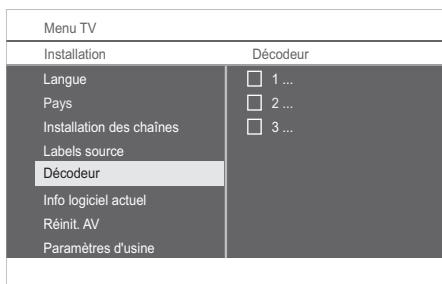 Menu TV
Installation Décodeur
Langue 1 ...
Pays 2 ...
Installation des chaînes 3 ...
Labels source
Décodeur
Info logiciel actuel
Réinit. AV
Paramètres d'usine